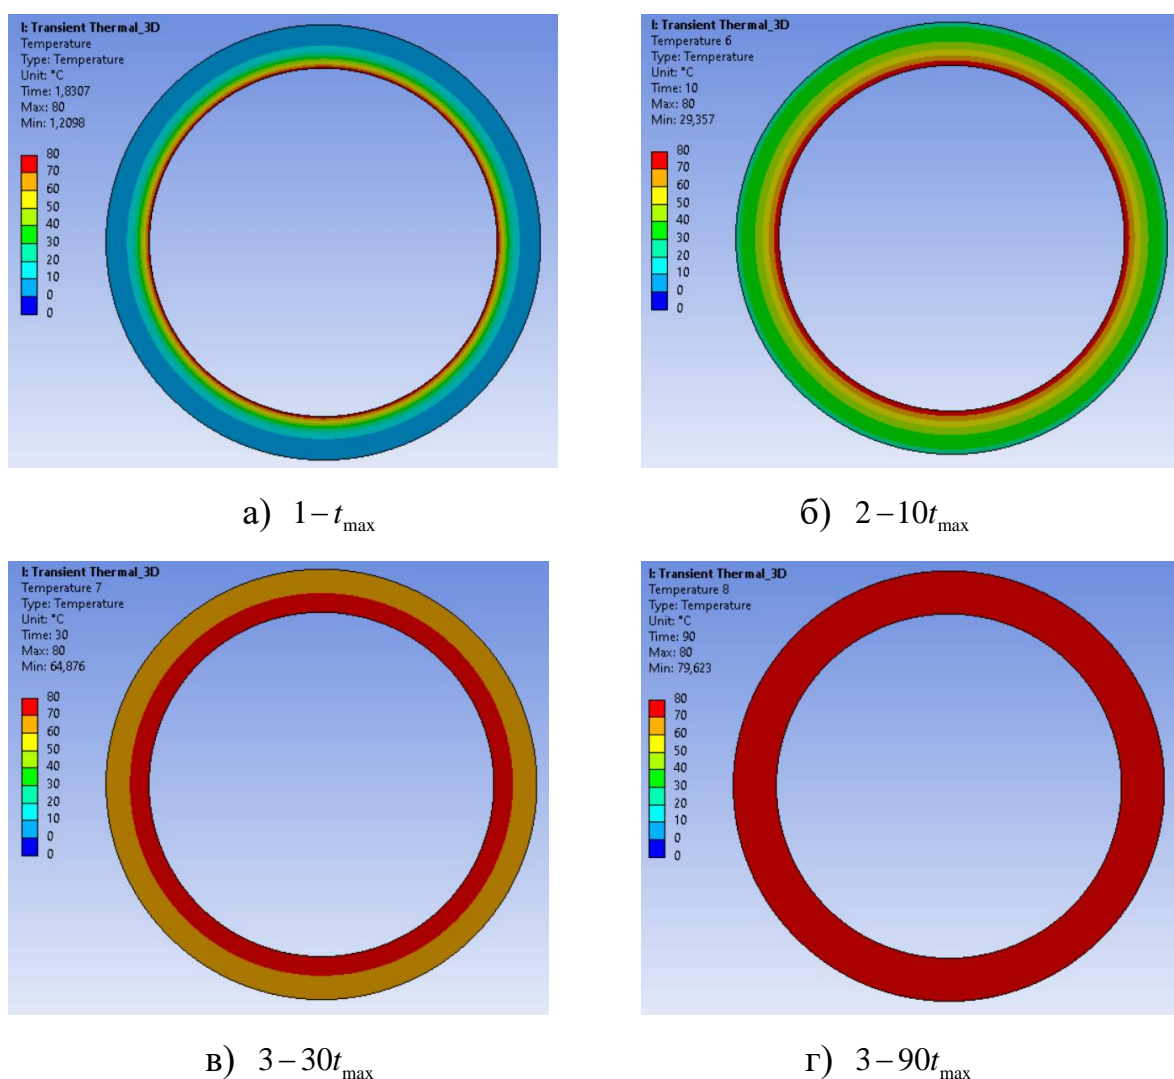 I: Transient Thermal_3D
Temperature
Type: Temperature
Unit: °C
Time: 1,8307
Max: 80
Min: 1,2098
80
70
60
50
40
30
20
10
0
0
а) 1−t_max
I: Transient Thermal_3D
Temperature 6
Type: Temperature
Unit: °C
Time: 10
Max: 80
Min: 29,357
80
70
60
50
40
30
20
10
0
0
б) 2−10t_max
I: Transient Thermal_3D
Temperature 7
Type: Temperature
Unit: °C
Time: 30
Max: 80
Min: 64,876
80
70
60
50
40
30
20
10
0
0
в) 3−30t_max
I: Transient Thermal_3D
Temperature 8
Type: Temperature
Unit: °C
Time: 90
Max: 80
Min: 79,623
80
70
60
50
40
30
20
10
0
0
г) 3−90t_max